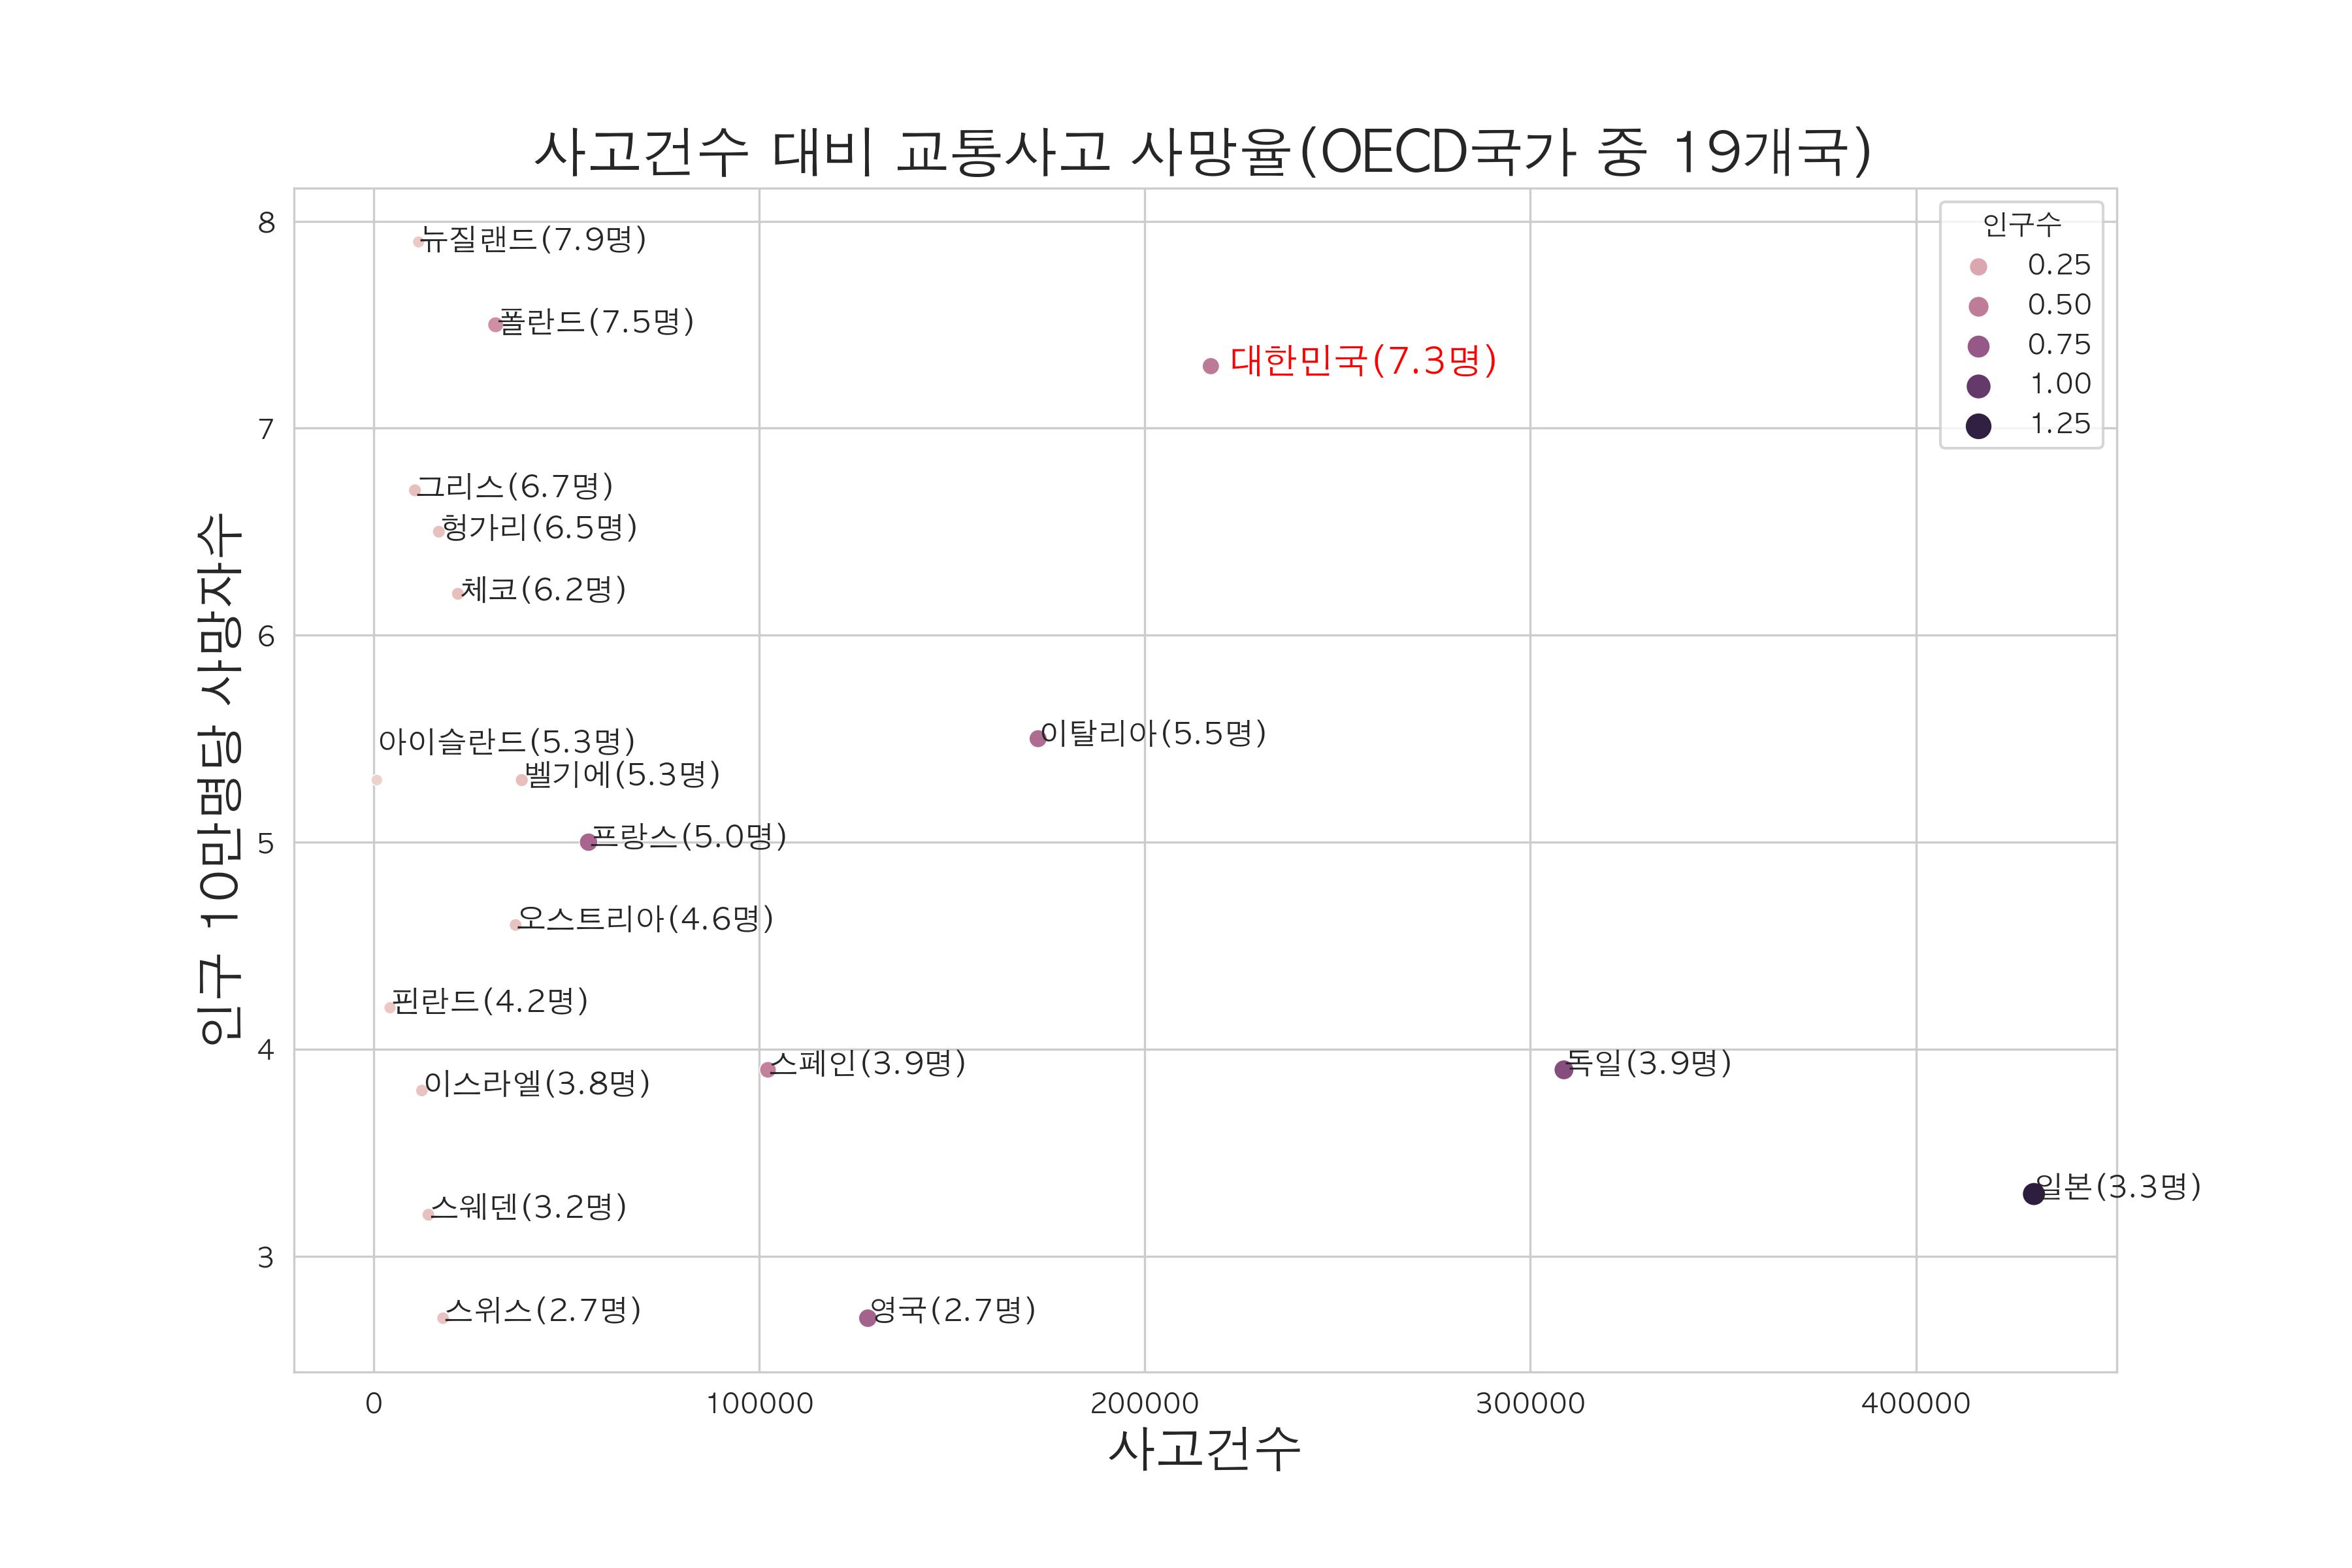 사고건수 대비 교통사고 사망율(OECD국가 중 19개국)
인구 10만명당 사망자수
8
7
6
5
4
3
뉴질랜드(7.9명)
폴란드(7.5명)
대한민국(7.3명)
그리스(6.7명)
헝가리(6.5명)
체코(6.2명)
이탈리아(5.5명)
아이슬란드(5.3명)
벨기에(5.3명)
프랑스(5.0명)
오스트리아(4.6명)
핀란드(4.2명)
스페인(3.9명)
독일(3.9명)
이스라엘(3.8명)
일본(3.3명)
스웨덴(3.2명)
스위스(2.7명)
영국(2.7명)
인구수
0.25
0.50
0.75
1.00
1.25
0
100000
200000
300000
400000
사고건수